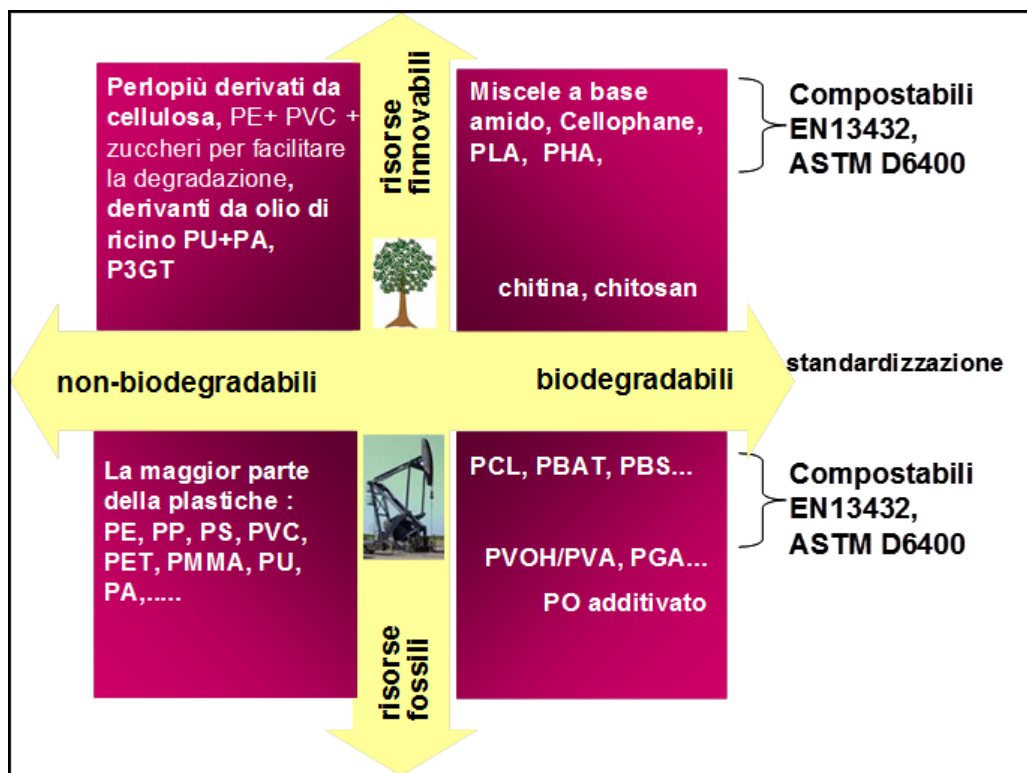 risorse
finnovabili
Perlopiù derivati da
cellulosa, PE+ PVC +
zuccheri per facilitare
la degradazione,
derivanti da olio di
ricino PU+PA,
P3GT
Miscele a base
amido, Cellophane,
PLA, PHA,
chitina, chitosan
Compostabili
EN13432,
ASTM D6400
non-biodegradabili
biodegradabili
standardizzazione
La maggior parte
della plastiche :
PE, PP, PS, PVC,
PET, PMMA, PU,
PA,.....
PCL, PBAT, PBS...
PVOH/PVA, PGA...
PO additivato
Compostabili
EN13432,
ASTM D6400
risorse
fossili